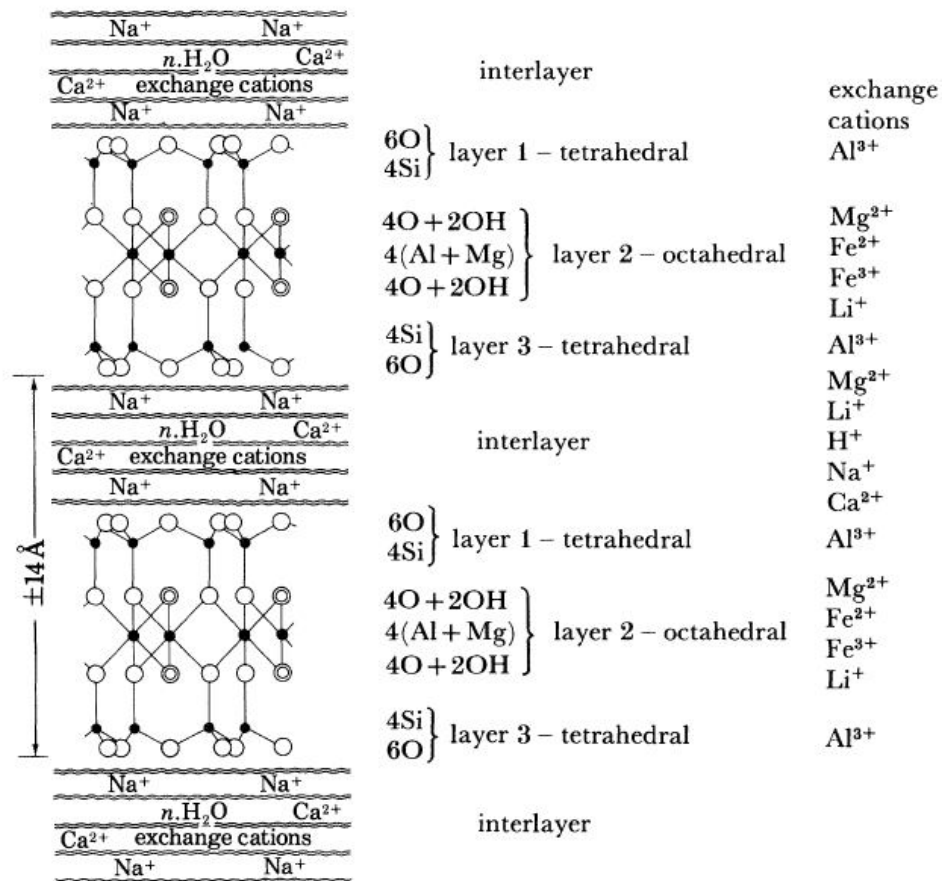 Na⁺ Na⁺
n.H₂O Ca²⁺
Ca²⁺ exchange cations
Na⁺ Na⁺
interlayer
exchange
cations
6O
4Si
layer 1 – tetrahedral
Al³⁺
4O + 2OH
4(Al + Mg)
4O + 2OH
layer 2 – octahedral
Mg²⁺
Fe²⁺
Fe³⁺
Li⁺
4Si
6O
layer 3 – tetrahedral
Al³⁺
Na⁺ Na⁺
n.H₂O Ca²⁺
Ca²⁺ exchange cations
Na⁺ Na⁺
interlayer
Mg²⁺
Li⁺
H⁺
Na⁺
Ca²⁺
±14 Å
6O
4Si
layer 1 – tetrahedral
Al³⁺
4O + 2OH
4(Al + Mg)
4O + 2OH
layer 2 – octahedral
Mg²⁺
Fe²⁺
Fe³⁺
Li⁺
4Si
6O
layer 3 – tetrahedral
Al³⁺
Na⁺ Na⁺
n.H₂O Ca²⁺
Ca²⁺ exchange cations
Na⁺ Na⁺
interlayer